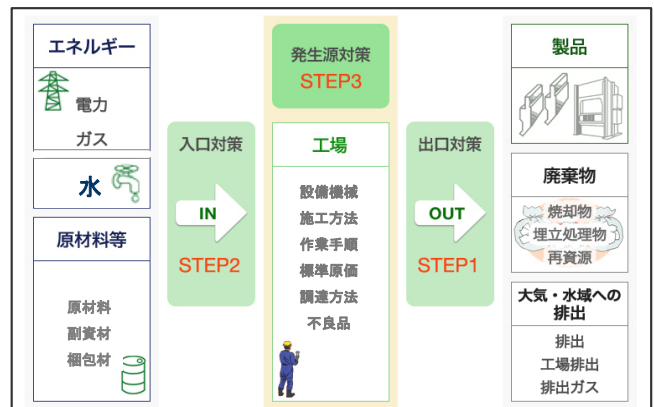 エネルギー
電力
ガス
水
原材料等
原材料
副資材
梱包材
入口対策
IN
STEP2
発生源対策
STEP3
工場
設備機械
施工方法
作業手順
標準原価
調達方法
不良品
出口対策
OUT
STEP1
製品
廃棄物
焼却物
埋立処理物
再資源
大気・水域への
排出
排出
工場排出
排出ガス